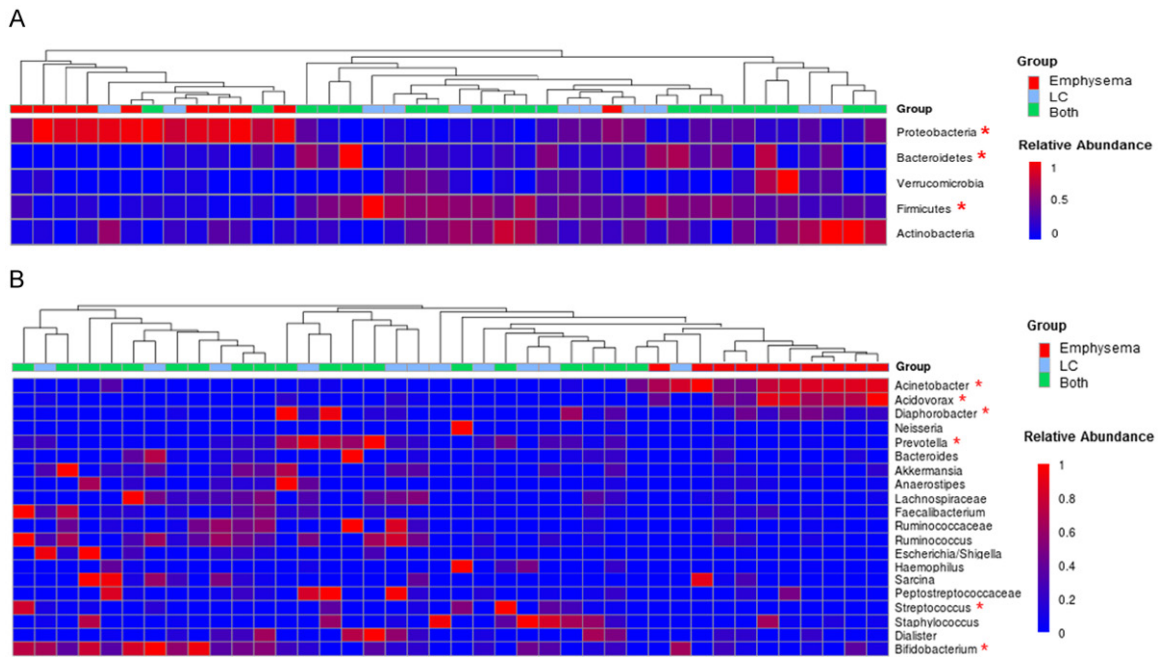 A
Group
Emphysema
LC
Both
Group
Proteobacteria *
Bacteroidetes *
Verrucomicrobia
Firmicutes *
Actinobacteria
Relative Abundance
1
0.5
0
B
Group
Emphysema
LC
Both
Group
Acinetobacter *
Acidovorax *
Diaphorobacter *
Neisseria
Prevotella *
Bacteroides
Akkermansia
Anaerostipes
Lachnospiraceae
Faecalibacterium
Ruminococcaceae
Ruminococcus
Escherichia/Shigella
Haemophilus
Sarcina
Peptostreptococcaceae
Streptococcus *
Staphylococcus
Dialister
Bifidobacterium *
Relative Abundance
1
0.8
0.6
0.4
0.2
0